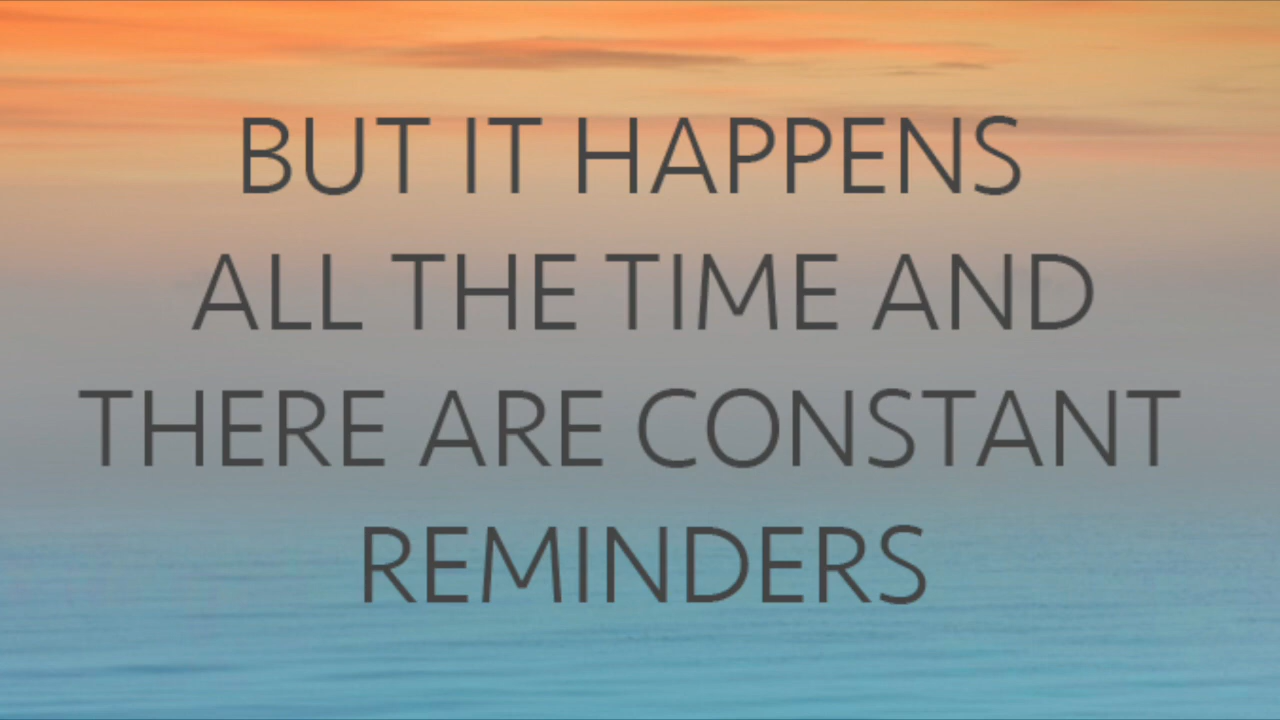 BUT IT HAPPENS
ALL THE TIME AND
THERE ARE CONSTANT
REMINDERS